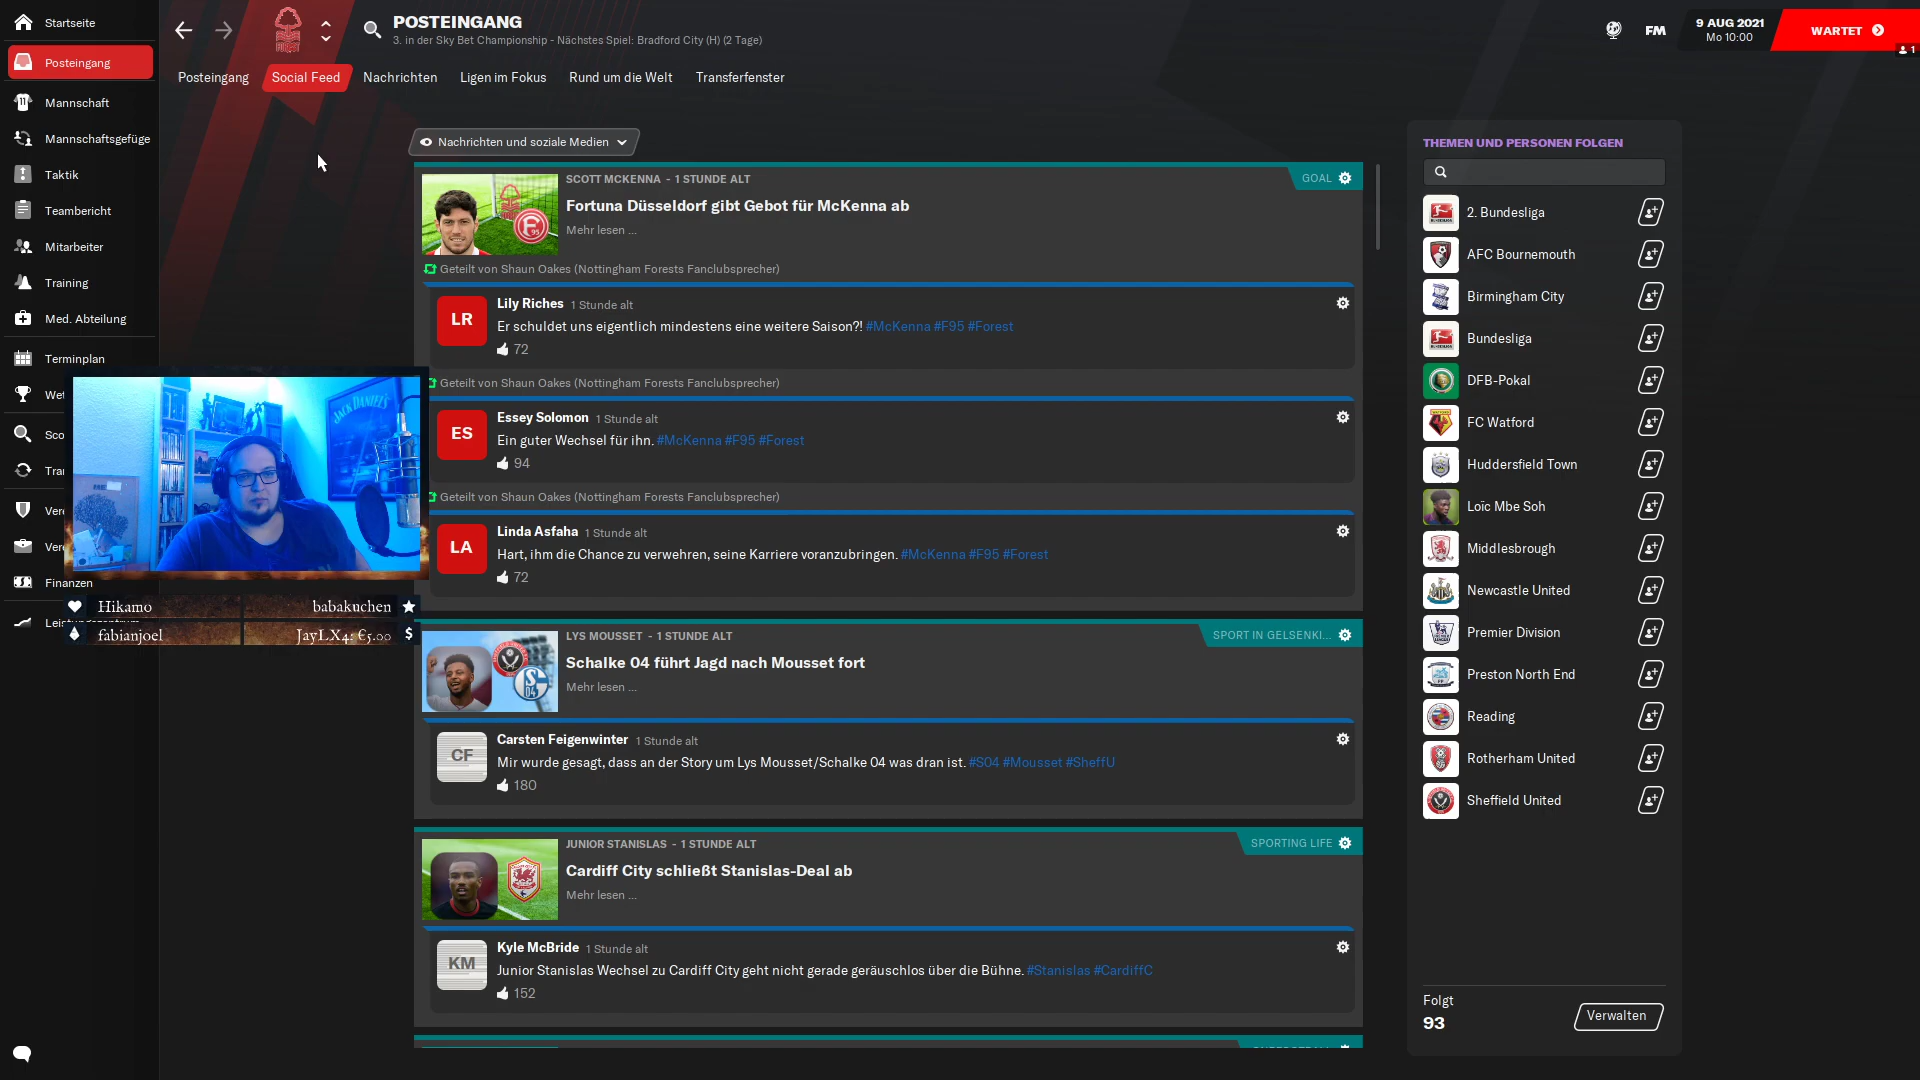 Startseite
Posteingang
Mannschaft
Mannschaftsgefüge
Taktik
Teambericht
Mitarbeiter
Training
Med. Abteilung
Terminplan
Finanzen
POSTEINGANG
3. in der Sky Bet Championship - Nächstes Spiel: Bradford City (H) (2 Tage)
FM
9 AUG 2021
Mo 10:00
WARTET
1
Posteingang
Social Feed
Nachrichten
Ligen im Fokus
Rund um die Welt
Transferfenster
Nachrichten und soziale Medien
SCOTT MCKENNA - 1 STUNDE ALT
GOAL
Fortuna Düsseldorf gibt Gebot für McKenna ab
Mehr lesen ...
Geteilt von Shaun Oakes (Nottingham Forests Fanclubsprecher)
LR
Lily Riches 1 Stunde alt
Er schuldet uns eigentlich mindestens eine weitere Saison?! #McKenna #F95 #Forest
72
Geteilt von Shaun Oakes (Nottingham Forests Fanclubsprecher)
ES
Essey Solomon 1 Stunde alt
Ein guter Wechsel für ihn. #McKenna #F95 #Forest
94
Geteilt von Shaun Oakes (Nottingham Forests Fanclubsprecher)
LA
Linda Asfaha 1 Stunde alt
Hart, ihm die Chance zu verwehren, seine Karriere voranzubringen. #McKenna #F95 #Forest
72
LYS MOUSSET - 1 STUNDE ALT
SPORT IN GELSENKI...
Schalke 04 führt Jagd nach Mousset fort
Mehr lesen ...
CF
Carsten Feigenwinter 1 Stunde alt
Mir wurde gesagt, dass an der Story um Lys Mousset/Schalke 04 was dran ist. #S04 #Mousset #SheffU
180
JUNIOR STANISLAS - 1 STUNDE ALT
SPORTING LIFE
Cardiff City schließt Stanislas-Deal ab
Mehr lesen ...
KM
Kyle McBride 1 Stunde alt
Junior Stanislas Wechsel zu Cardiff City geht nicht gerade geräuschlos über die Bühne. #Stanislas #CardiffC
152
JACK DANIEL'S
Hikamo
babakuchen
fabianjoel
JayLX4: €5.00
THEMEN UND PERSONEN FOLGEN
2. Bundesliga
AFC Bournemouth
Birmingham City
Bundesliga
DFB-Pokal
FC Watford
Huddersfield Town
Loïc Mbe Soh
Middlesbrough
Newcastle United
Premier Division
Preston North End
Reading
Rotherham United
Sheffield United
Folgt
93
Verwalten